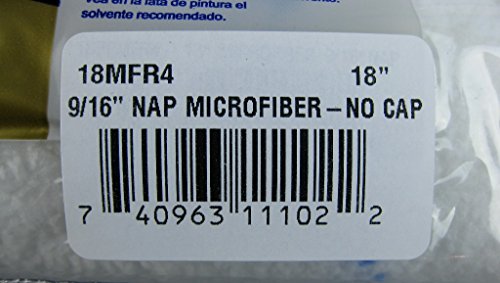 Vea en la lata de pintura el
solvente recomendado.
18MFR4 18"
9/16" NAP MICROFIBER – NO CAP
7 40963 11102 2